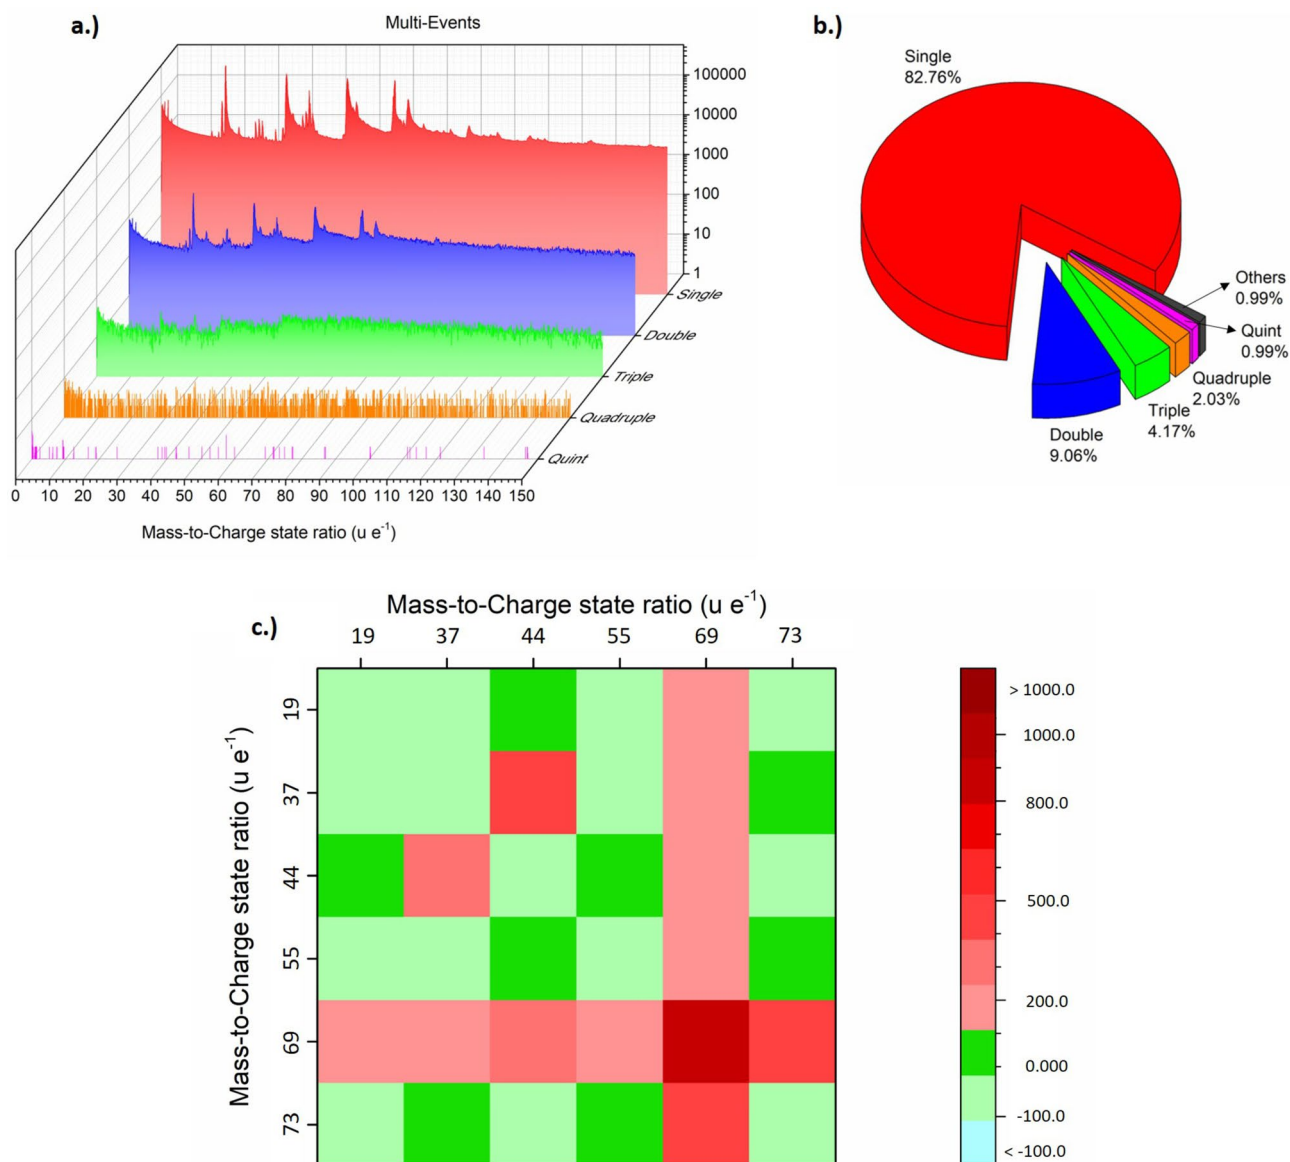 a.)
Multi-Events
100000
10000
1000
100
10
1
Single
Double
Triple
Quadruple
Quint
0 10 20 30 40 50 60 70 80 90 100 110 120 130 140 150
Mass-to-Charge state ratio (u e⁻¹)
b.)
Single
82.76%
Others
0.99%
Quint
0.99%
Quadruple
2.03%
Triple
4.17%
Double
9.06%
c.)
Mass-to-Charge state ratio (u e⁻¹)
19 37 44 55 69 73
Mass-to-Charge state ratio (u e⁻¹)
19
37
44
55
69
73
> 1000.0
1000.0
800.0
500.0
200.0
0.000
-100.0
< -100.0